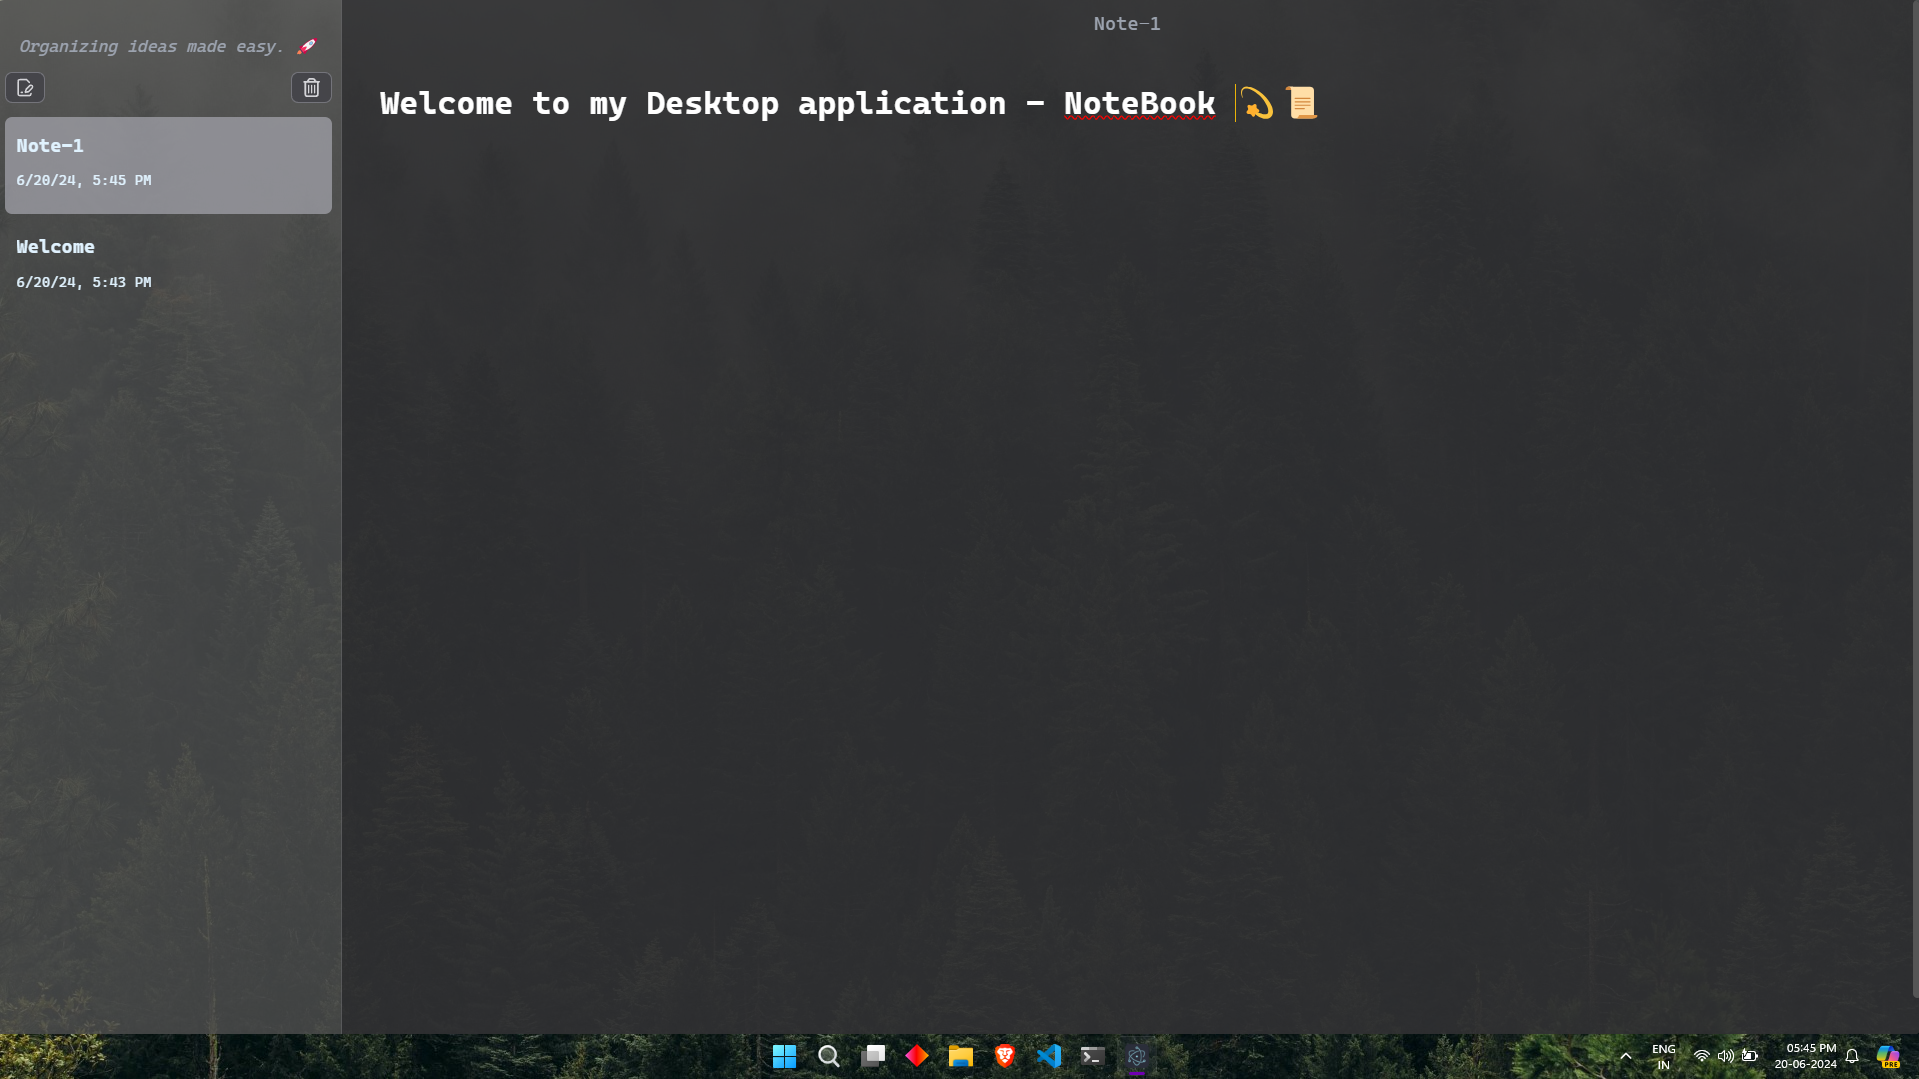 Organizing ideas made easy. 🚀
Note-1
6/20/24, 5:45 PM
Welcome
6/20/24, 5:43 PM
Note-1
Welcome to my Desktop application - NoteBook 💫📜
ENG
IN
05:45 PM
20-06-2024
PRE